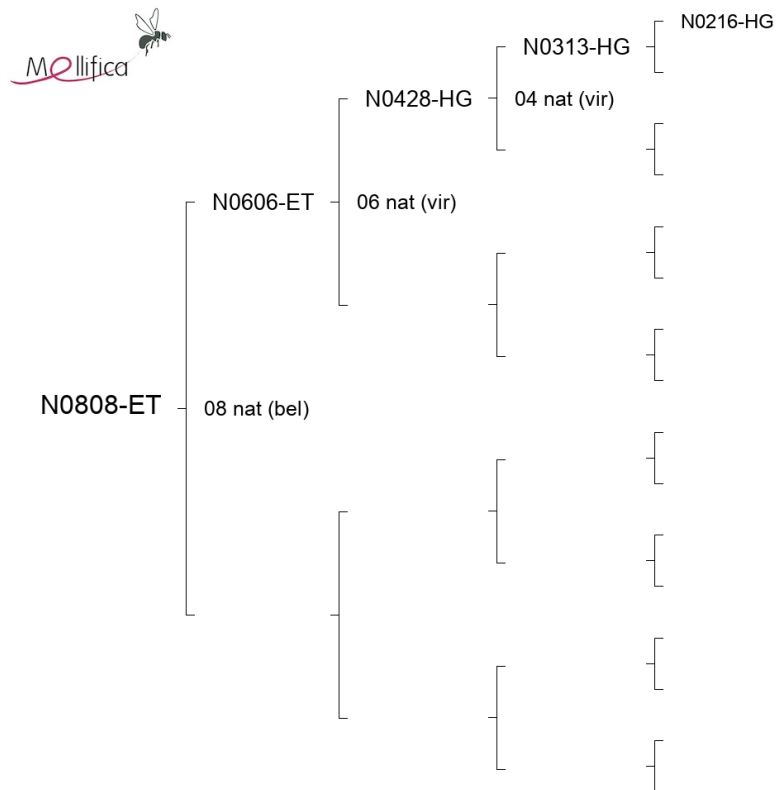 Mellifica
N0216-HG
N0313-HG
N0428-HG
04 nat (vir)
N0606-ET
06 nat (vir)
N0808-ET
08 nat (bel)